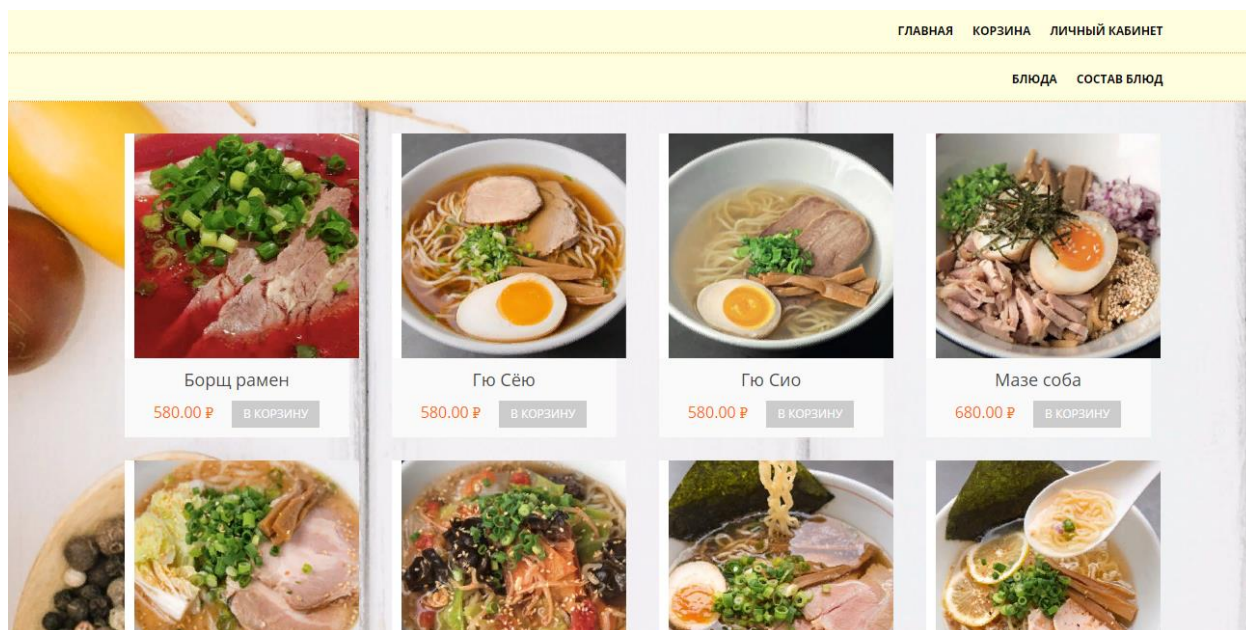 ГЛАВНАЯ КОРЗИНА ЛИЧНЫЙ КАБИНЕТ
БЛЮДА СОСТАВ БЛЮД
Борщ рамен
580.00 ₽ В КОРЗИНУ
Гю Сёю
580.00 ₽ В КОРЗИНУ
Гю Сио
580.00 ₽ В КОРЗИНУ
Мазе соба
680.00 ₽ В КОРЗИНУ